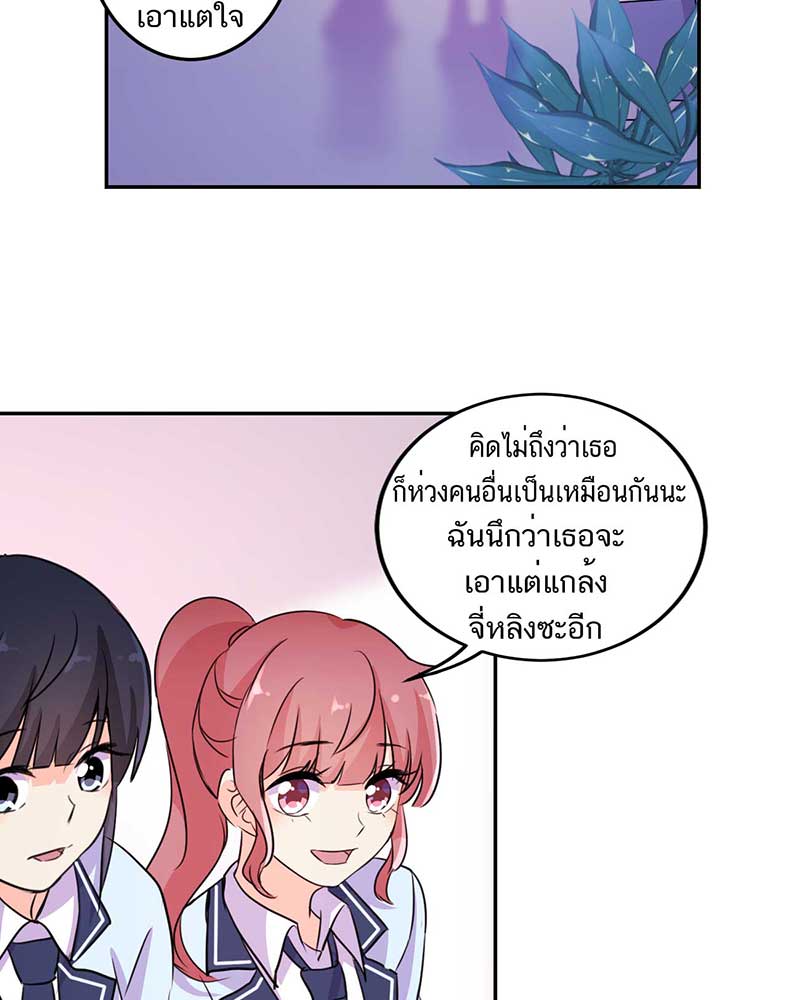 เอาแต่ใจ
คิดไม่ถึงว่าเธอ
ก็ห่วงคนอื่นเป็นเหมือนกันนะ
ฉันนึกว่าเธอจะ
เอาแต่แกล้ง
จี่หลิงซะอีก